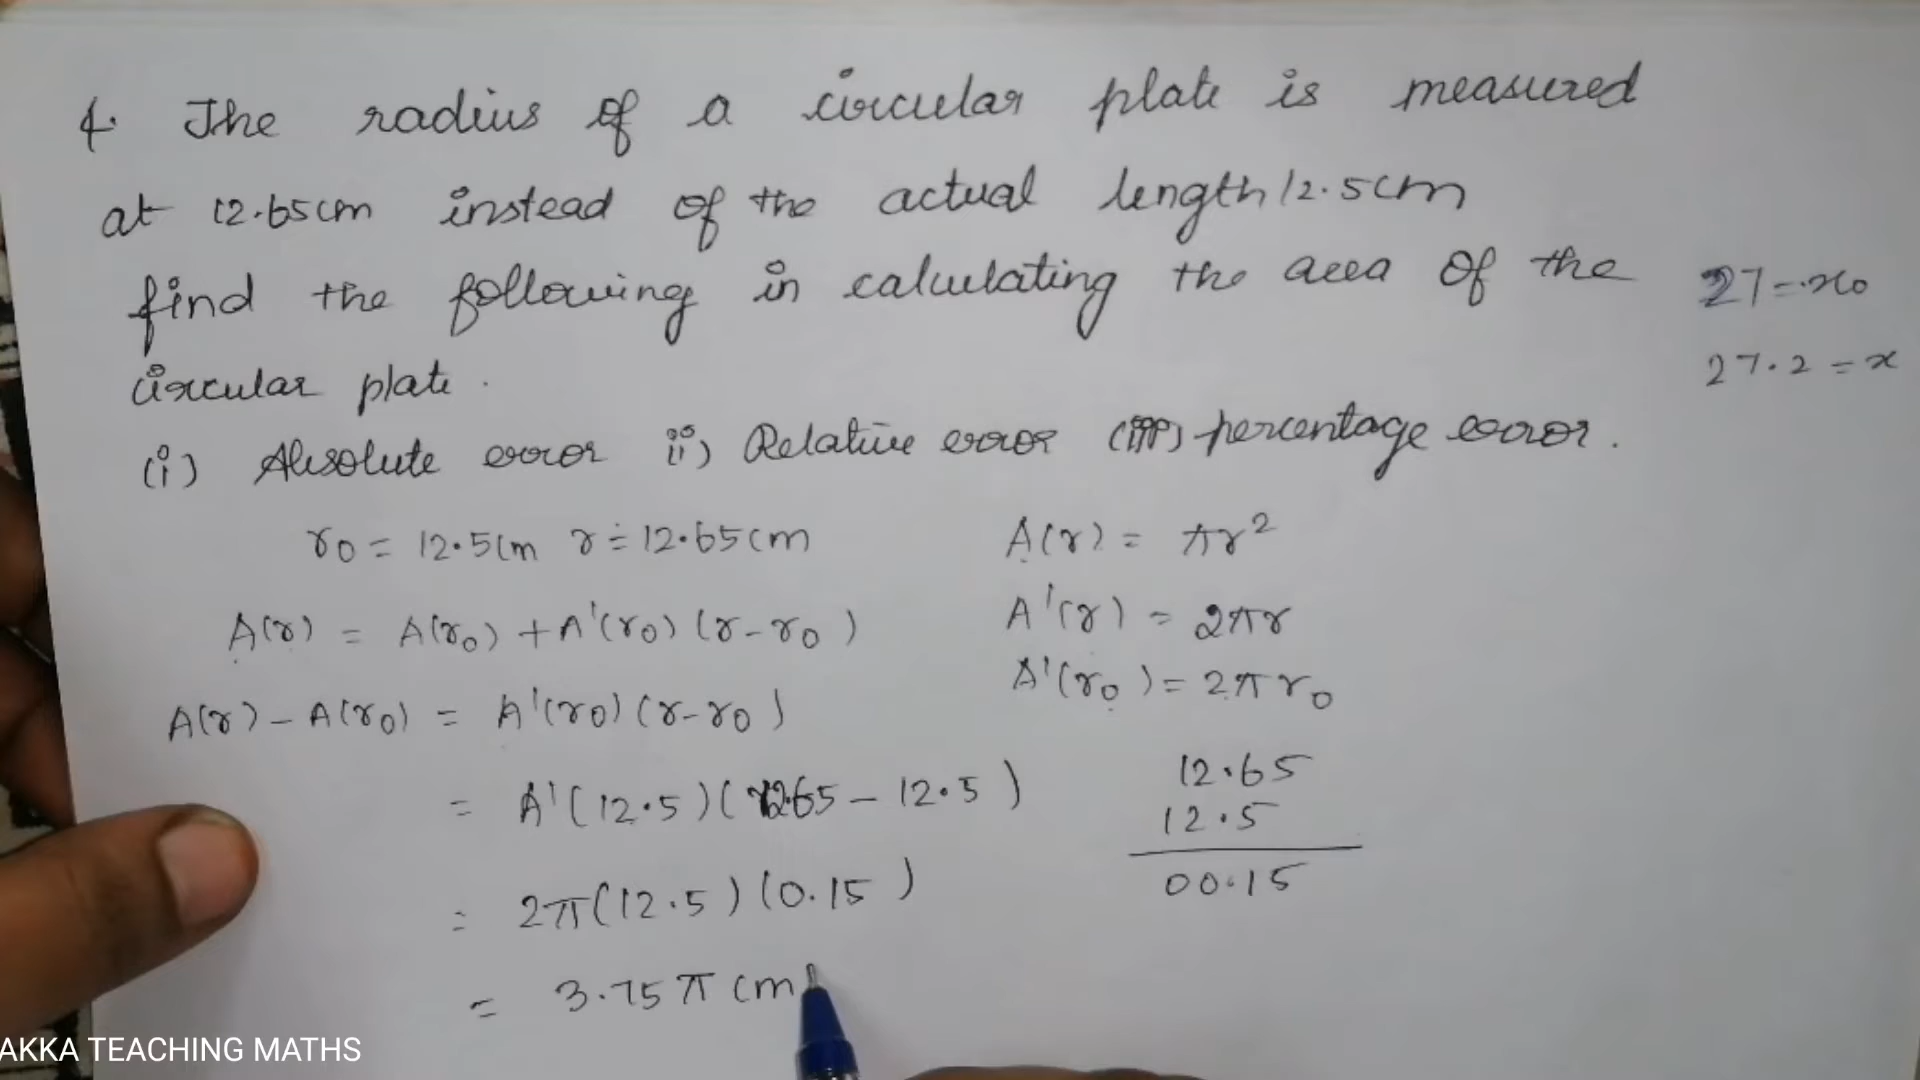 4. The radius of a circular plate is measured
at 12.65cm instead of the actual length 12.5cm
find the following in calculating the area of the
circular plate.
(i) Absolute error ii) Relative error (iii) percentage error.
27 = x₀
27.2 = x
r₀ = 12.5cm r = 12.65cm
A(r) = A(r₀) + A'(r₀) (r - r₀)
A(r) - A(r₀) = A'(r₀) (r - r₀)
= A'(12.5) (12.65 - 12.5)
= 2π(12.5) (0.15)
= 3.75 π cm
A(r) = πr²
A'(r) = 2πr
A'(r₀) = 2πr₀
12.65
12.5
00.15
AKKA TEACHING MATHS